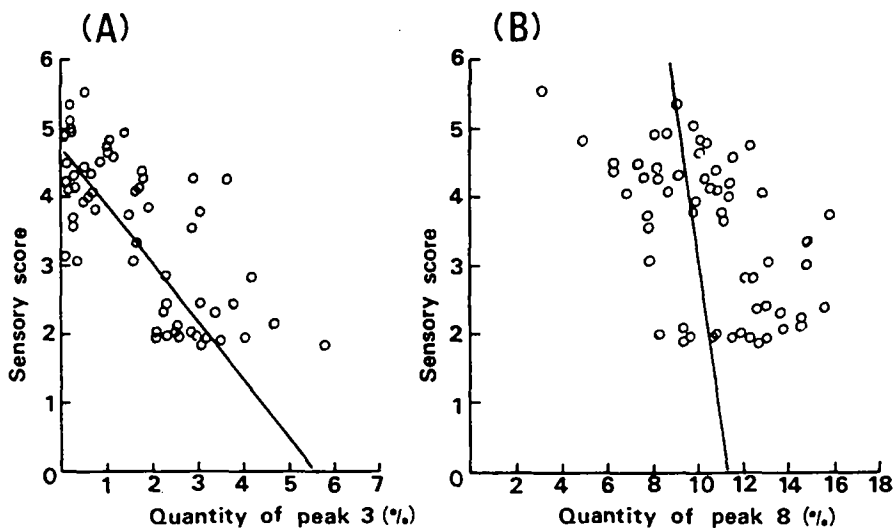 (A)
6
5
4
3
2
1
0
Sensory score
1 2 3 4 5 6 7
Quantity of peak 3 (%)
(B)
6
5
4
3
2
1
0
Sensory score
2 4 6 8 10 12 14 16 18
Quantity of peak 8 (%)